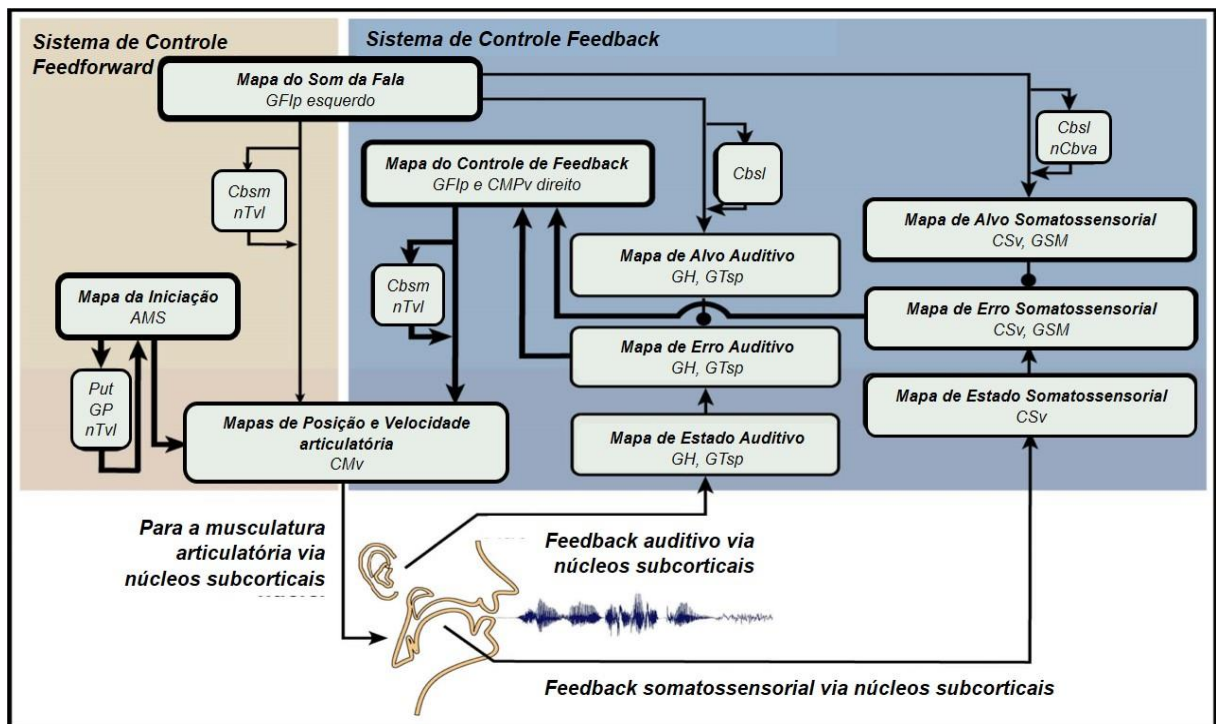 Sistema de Controle
Feedforward
Sistema de Controle Feedback
Mapa do Som da Fala
GFIp esquerdo
Cbsm
nTvl
Mapa da Iniciação
AMS
Put
GP
nTvl
Mapa do Controle de Feedback
GFIp e CMPv direito
Cbsm
nTvl
Cbsl
Cbsl
nCbva
Mapa de Alvo Auditivo
GH, GTsp
Mapa de Alvo Somatossensorial
CSv, GSM
Mapa de Erro Auditivo
GH, GTsp
Mapa de Erro Somatossensorial
CSv, GSM
Mapa de Estado Auditivo
GH, GTsp
Mapa de Estado Somatossensorial
CSv
Mapas de Posição e Velocidade
articulatória
CMv
Para a musculatura
articulatória via
núcleos subcorticais
Feedback auditivo via
núcleos subcorticais
Feedback somatossensorial via núcleos subcorticais